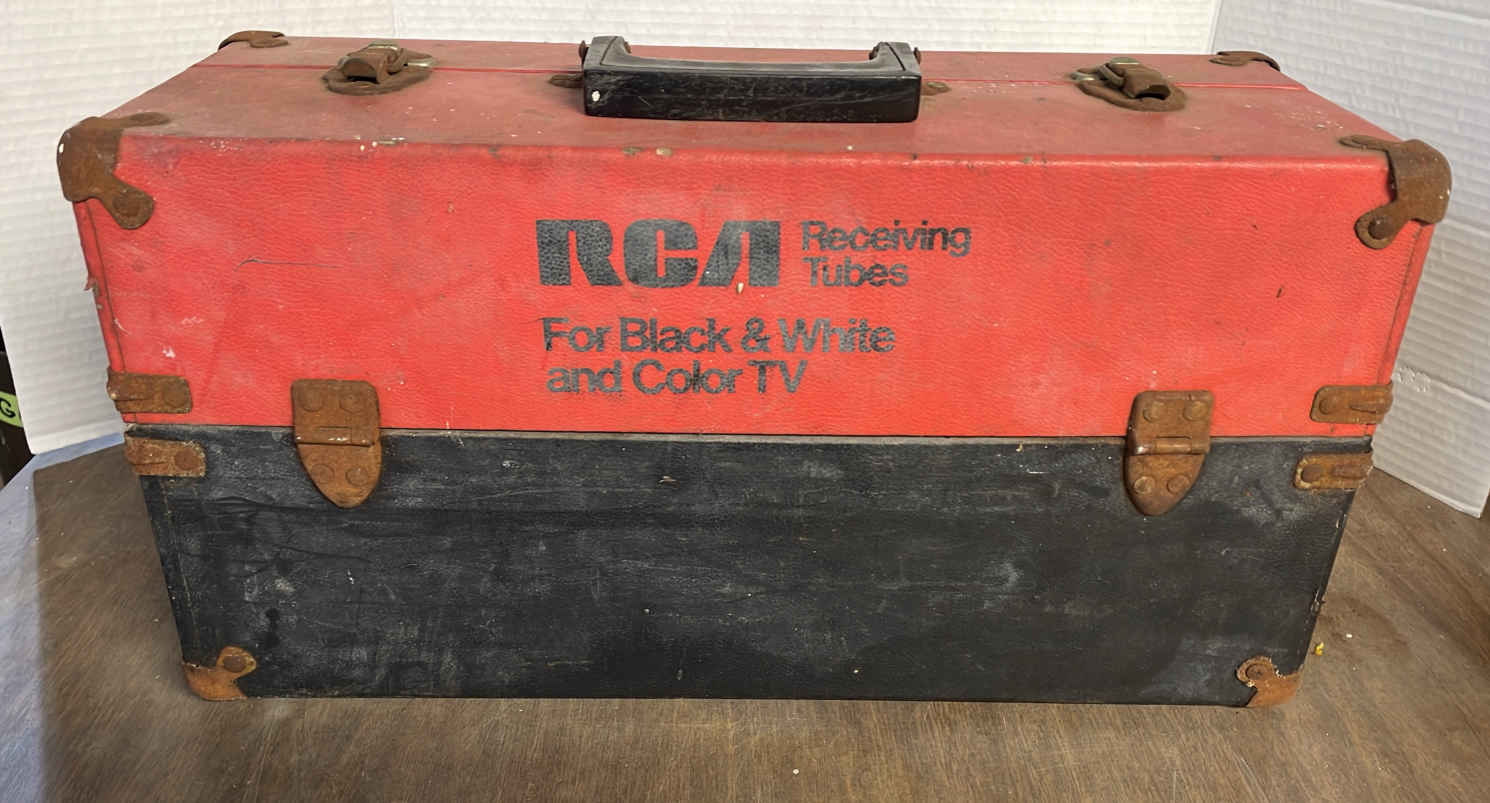 RCA Receiving
Tubes
For Black & White
and Color TV
G